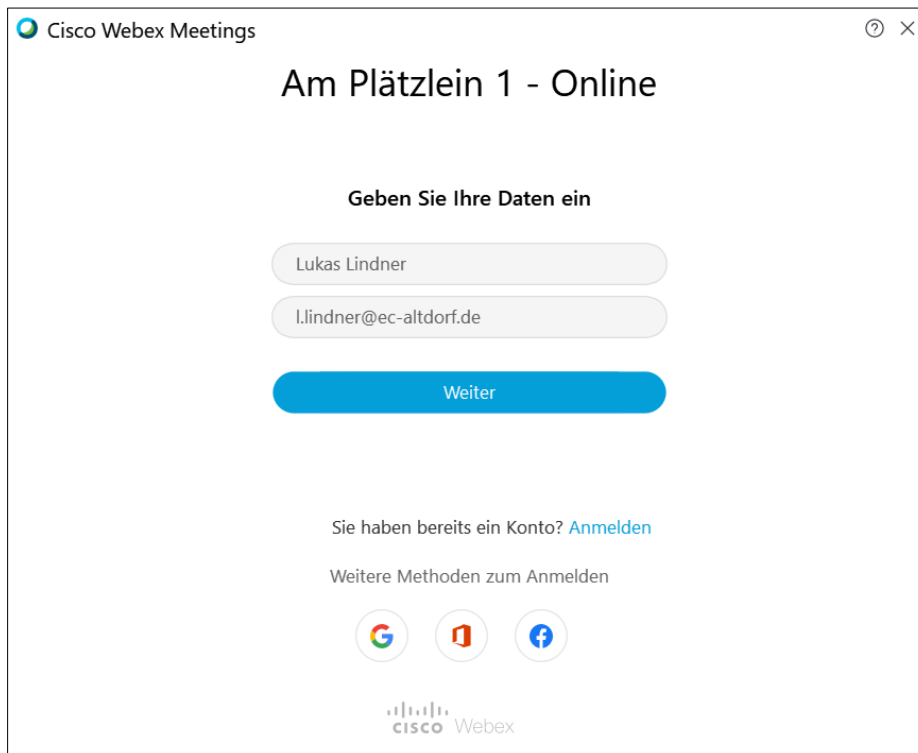 Cisco Webex Meetings
Am Plätzlein 1 - Online
Geben Sie Ihre Daten ein
Lukas Lindner
l.lindner@ec-altdorf.de
Weiter
Sie haben bereits ein Konto? Anmelden
Weitere Methoden zum Anmelden
CISCO Webex